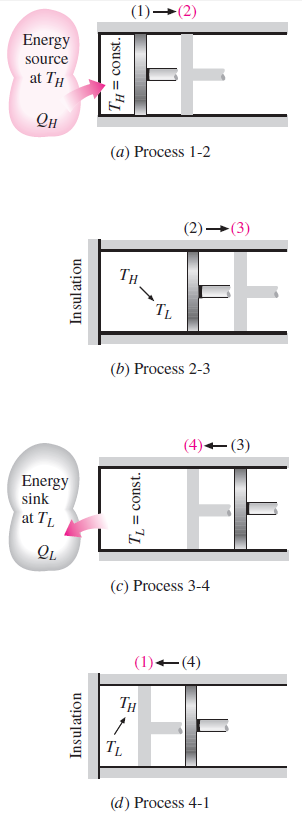 (1)→(2)
Energy
source
at T_H
Q_H
T_H = const.
(a) Process 1-2
(2)→(3)
Insulation
T_H
T_L
(b) Process 2-3
(4)←(3)
Energy
sink
at T_L
Q_L
T_L = const.
(c) Process 3-4
(1)←(4)
Insulation
T_H
T_L
(d) Process 4-1